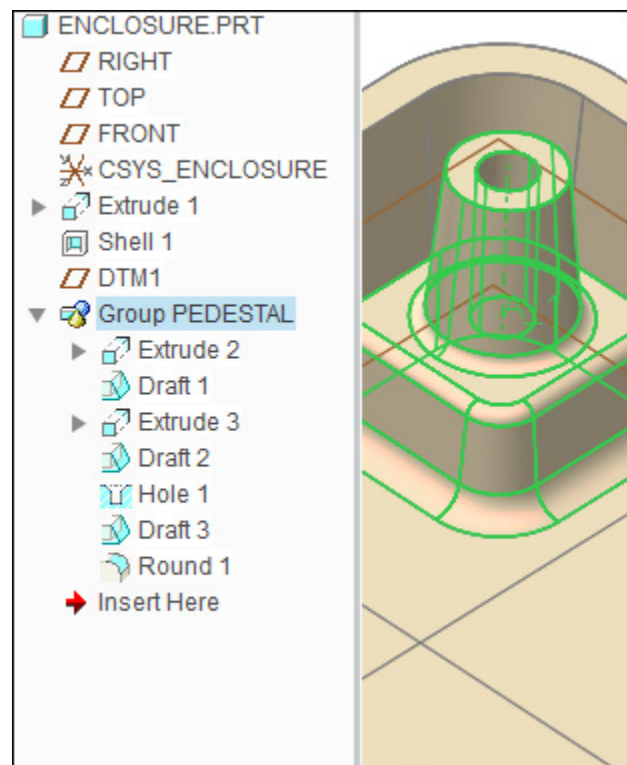 ENCLOSURE.PRT
RIGHT
TOP
FRONT
CSYS_ENCLOSURE
Extrude 1
Shell 1
DTM1
Group PEDESTAL
Extrude 2
Draft 1
Extrude 3
Draft 2
Hole 1
Draft 3
Round 1
Insert Here